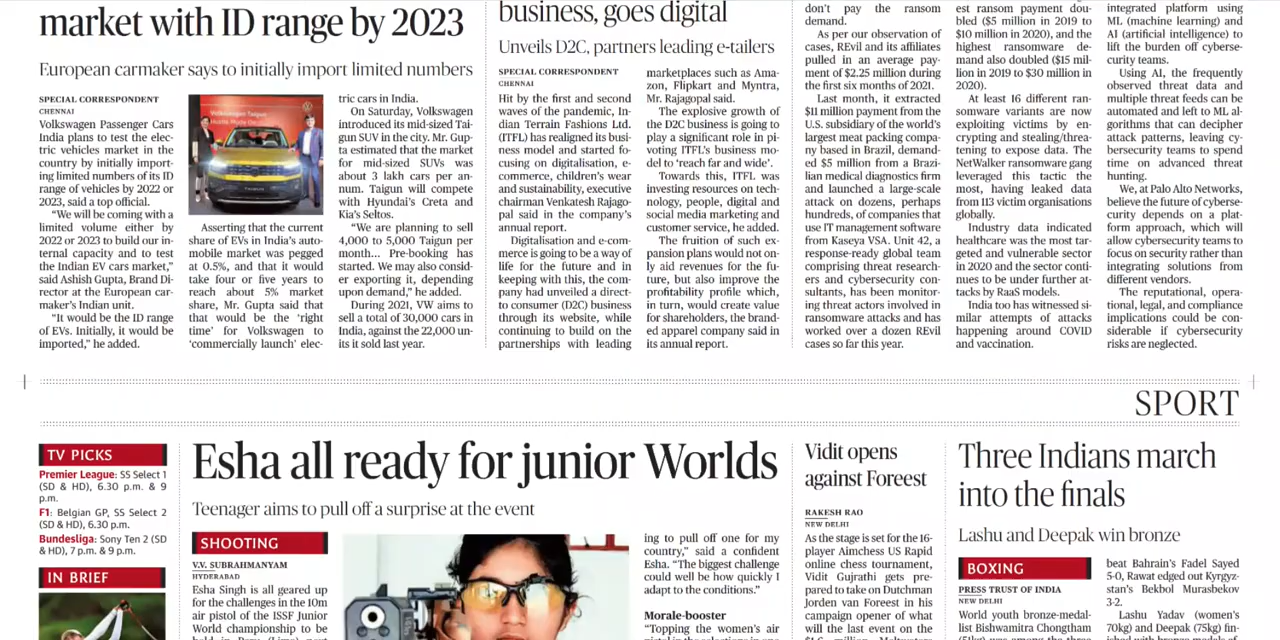 market with ID range by 2023
European carmaker says to initially import limited numbers
SPECIAL CORRESPONDENT
CHENNAI
Volkswagen Passenger Cars
India plans to test the elec-
tric vehicles market in the
country by initially import-
ing limited numbers of its ID
range of vehicles by 2022 or
2023, said a top official.
“We will be coming with a
limited volume either by
2022 or 2023 to build our in-
ternal capacity and to test
the Indian EV cars market,”
said Ashish Gupta, Brand Di-
rector at the European car-
maker’s Indian unit.
“It would be the ID range
of EVs. Initially, it would be
imported,” he added.
Volkswagen Taigun
Hustle Mode On
Asserting that the current
share of EVs in India’s auto-
mobile market was pegged
at 0.5%, and that it would
take four or five years to
reach about 5% market
share, Mr. Gupta said that
that would be the ‘right
time’ for Volkswagen to
‘commercially launch’ elec-
tric cars in India.
On Saturday, Volkswagen
introduced its mid-sized Tai-
gun SUV in the city. Mr. Gup-
ta estimated that the market
for mid-sized SUVs was
about 3 lakh cars per an-
num. Taigun will compete
with Hyundai’s Creta and
Kia’s Seltos.
“We are planning to sell
4,000 to 5,000 Taigun per
month... Pre-booking has
started. We may also consid-
er exporting it, depending
upon demand,” he added.
During 2021, VW aims to
sell a total of 30,000 cars in
India, against the 22,000 un-
its it sold last year.
business, goes digital
Unveils D2C, partners leading e-tailers
SPECIAL CORRESPONDENT
CHENNAI
Hit by the first and second
waves of the pandemic, In-
dian Terrain Fashions Ltd.
(ITFL) has realigned its busi-
ness model and started fo-
cusing on digitalisation, e-
commerce, children’s wear
and sustainability, executive
chairman Venkatesh Rajago-
pal said in the company’s
annual report.
Digitalisation and e-com-
merce is going to be a way of
life for the future and in
keeping with this, the com-
pany had unveiled a direct-
to consumer (D2C) business
through its website, while
continuing to build on the
partnerships with leading
marketplaces such as Ama-
zon, Flipkart and Myntra,
Mr. Rajagopal said.
The explosive growth of
the D2C business is going to
play a significant role in pi-
voting ITFL’s business mo-
del to ‘reach far and wide’.
Towards this, ITFL was
investing resources on tech-
nology, people, digital and
social media marketing and
customer service, he added.
The fruition of such ex-
pansion plans would not on-
ly aid revenues for the fu-
ture, but also improve the
profitability profile which,
in turn, would create value
for shareholders, the brand-
ed apparel company said in
its annual report.
don’t pay the ransom
demand.
As per our observation of
cases, REvil and its affiliates
pulled in an average pay-
ment of $2.25 million during
the first six months of 2021.
Last month, it extracted
$11 million payment from the
U.S. subsidiary of the world’s
largest meat packing compa-
ny based in Brazil, demand-
ed $5 million from a Brazi-
lian medical diagnostics firm
and launched a large-scale
attack on dozens, perhaps
hundreds, of companies that
use IT management software
from Kaseya VSA. Unit 42, a
response-ready global team
comprising threat research-
ers and cybersecurity con-
sultants, has been monitor-
ing threat actors involved in
ransomware attacks and has
worked over a dozen REvil
cases so far this year.
est ransom payment dou-
bled ($5 million in 2019 to
$10 million in 2020), and the
highest ransomware de-
mand also doubled ($15 mil-
lion in 2019 to $30 million in
2020).
At least 16 different ran-
somware variants are now
exploiting victims by en-
crypting and stealing/threa-
tening to expose data. The
NetWalker ransomware gang
leveraged this tactic the
most, having leaked data
from 113 victim organisations
globally.
Industry data indicated
healthcare was the most tar-
geted and vulnerable sector
in 2020 and the sector conti-
nues to be under further at-
tacks by RaaS models.
India too has witnessed si-
milar attempts of attacks
happening around COVID
and vaccination.
integrated platform using
ML (machine learning) and
AI (artificial intelligence) to
lift the burden off cyberse-
curity teams.
Using AI, the frequently
observed threat data and
multiple threat feeds can be
automated and left to ML al-
gorithms that can decipher
attack patterns, leaving cy-
bersecurity teams to spend
time on advanced threat
hunting.
We, at Palo Alto Networks,
believe the future of cyber-
security depends on a plat-
form approach, which will
allow cybersecurity teams to
focus on security rather than
integrating solutions from
different vendors.
The reputational, opera-
tional, legal, and compliance
implications could be con-
siderable if cybersecurity
risks are neglected.
SPORT
TV PICKS
Premier League: SS Select 1
(SD & HD), 6.30 p.m. & 9
p.m.
F1: Belgian GP, SS Select 2
(SD & HD), 6.30 p.m.
Bundesliga: Sony Ten 2 (SD
& HD), 7 p.m. & 9 p.m.
IN BRIEF
Esha all ready for junior Worlds
Teenager aims to pull off a surprise at the event
SHOOTING
V.V. SUBRAHMANYAM
HYDERABAD
Esha Singh is all geared up
for the challenges in the 10m
air pistol of the ISSF Junior
World championship to be
ing to pull off one for my
country,” said a confident
Esha. “The biggest challenge
could well be how quickly I
adapt to the conditions.”
Morale-booster
“Topping the women’s air
Vidit opens
against Foreest
RAKESH RAO
NEW DELHI
As the stage is set for the 16-
player Aimchess US Rapid
online chess tournament,
Vidit Gujrathi gets pre-
pared to take on Dutchman
Jorden van Foreest in his
campaign opener of what
will the last event on the
Three Indians march
into the finals
Lashu and Deepak win bronze
BOXING
PRESS TRUST OF INDIA
NEW DELHI
World youth bronze-medal-
list Bishwamitra Chongtham
beat Bahrain’s Fadel Sayed
5-0, Rawat edged out Kyrgyz-
stan’s Bekbol Murasbekov
3-2.
Lashu Yadav (women’s
70kg) and Deepak (75kg) fin-